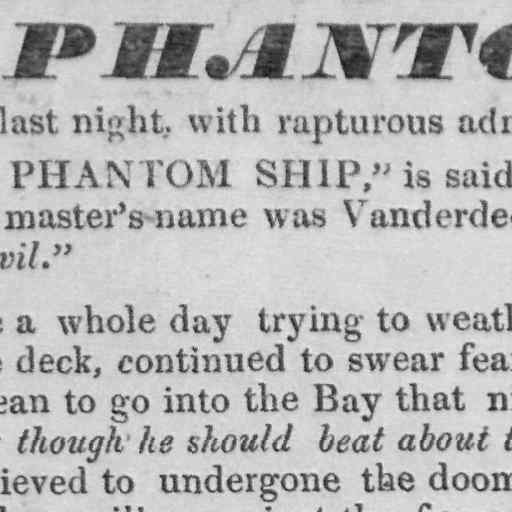 PHANTO
last night, with rapturous adm
PHANTOM SHIP," is said
master's name was Vanderde
vil."
a whole day trying to weath
deck, continued to swear fea
ean to go into the Bay that n
though he should beat about t
ieved to undergone the doom